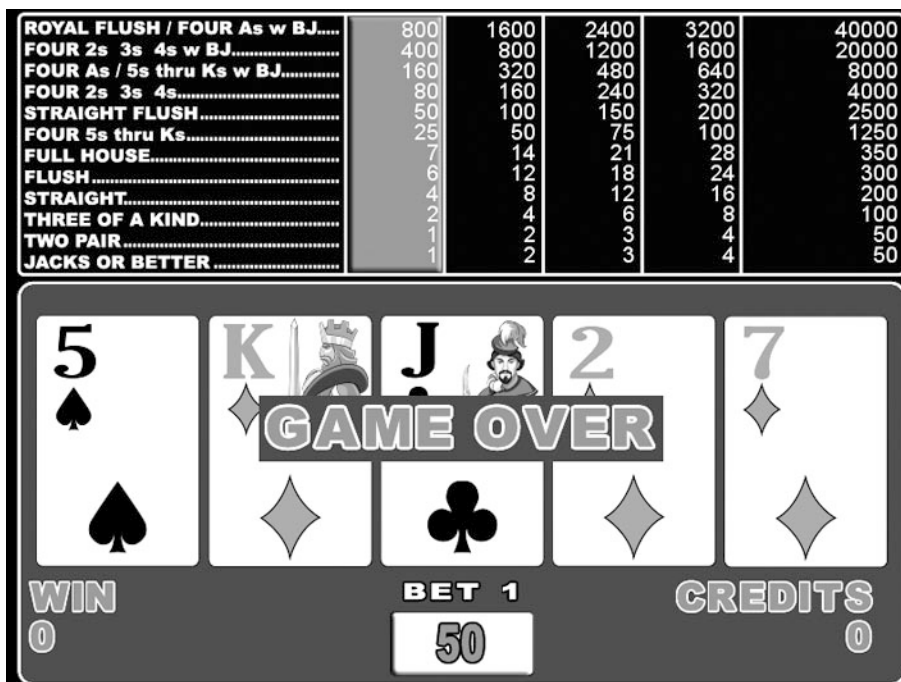 ROYAL FLUSH / FOUR As w BJ..... 800 1600 2400 3200 40000
FOUR 2s 3s 4s w BJ................. 400 800 1200 1600 20000
FOUR As / 5s thru Ks w BJ............. 160 320 480 640 8000
FOUR 2s 3s 4s......................... 80 160 240 320 4000
STRAIGHT FLUSH..................... 50 100 150 200 2500
FOUR 5s thru Ks....................... 25 50 75 100 1250
FULL HOUSE............................ 7 14 21 28 350
FLUSH.................................... 6 12 18 24 300
STRAIGHT................................ 4 8 12 16 200
THREE OF A KIND..................... 2 4 6 8 100
TWO PAIR................................ 1 2 3 4 50
JACKS OR BETTER................... 1 2 3 4 50
5 K J 2 7
GAME OVER
WIN BET 1 CREDITS
0 50 0